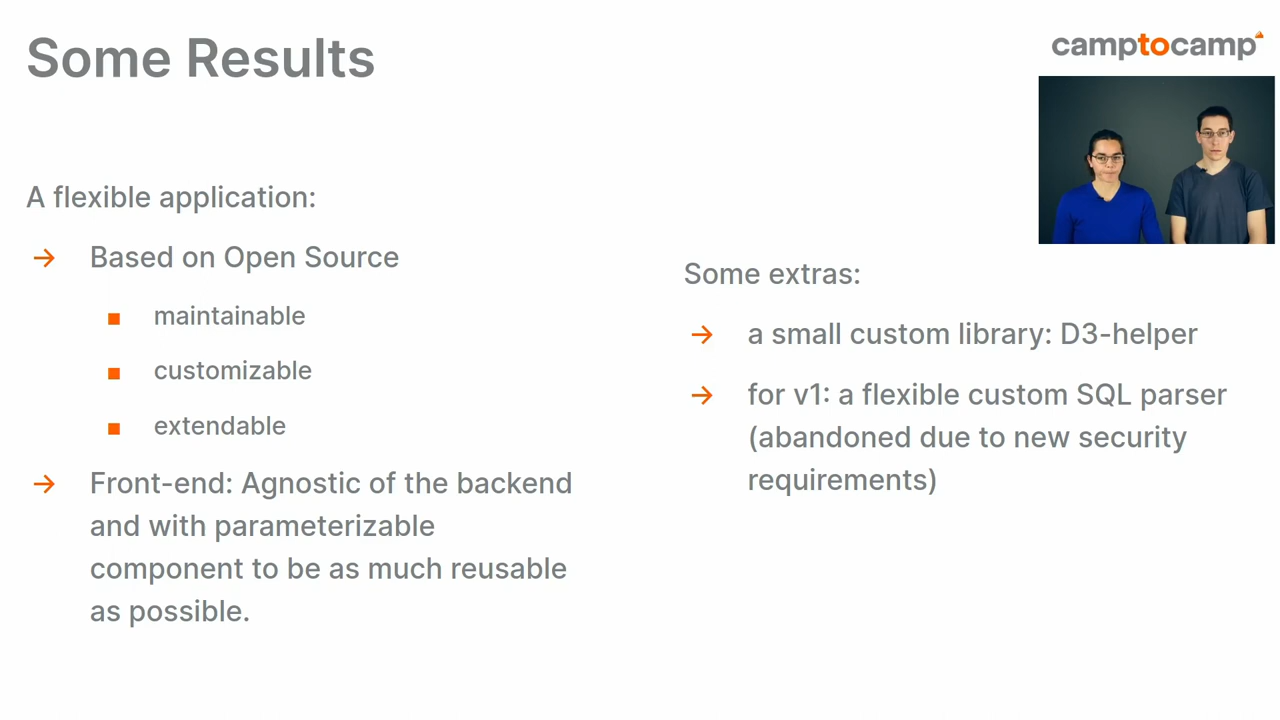 Some Results
camptocamp
A flexible application:
→ Based on Open Source
■ maintainable
■ customizable
■ extendable
→ Front-end: Agnostic of the backend
and with parameterizable
component to be as much reusable
as possible.
Some extras:
→ a small custom library: D3-helper
→ for v1: a flexible custom SQL parser
(abandoned due to new security
requirements)